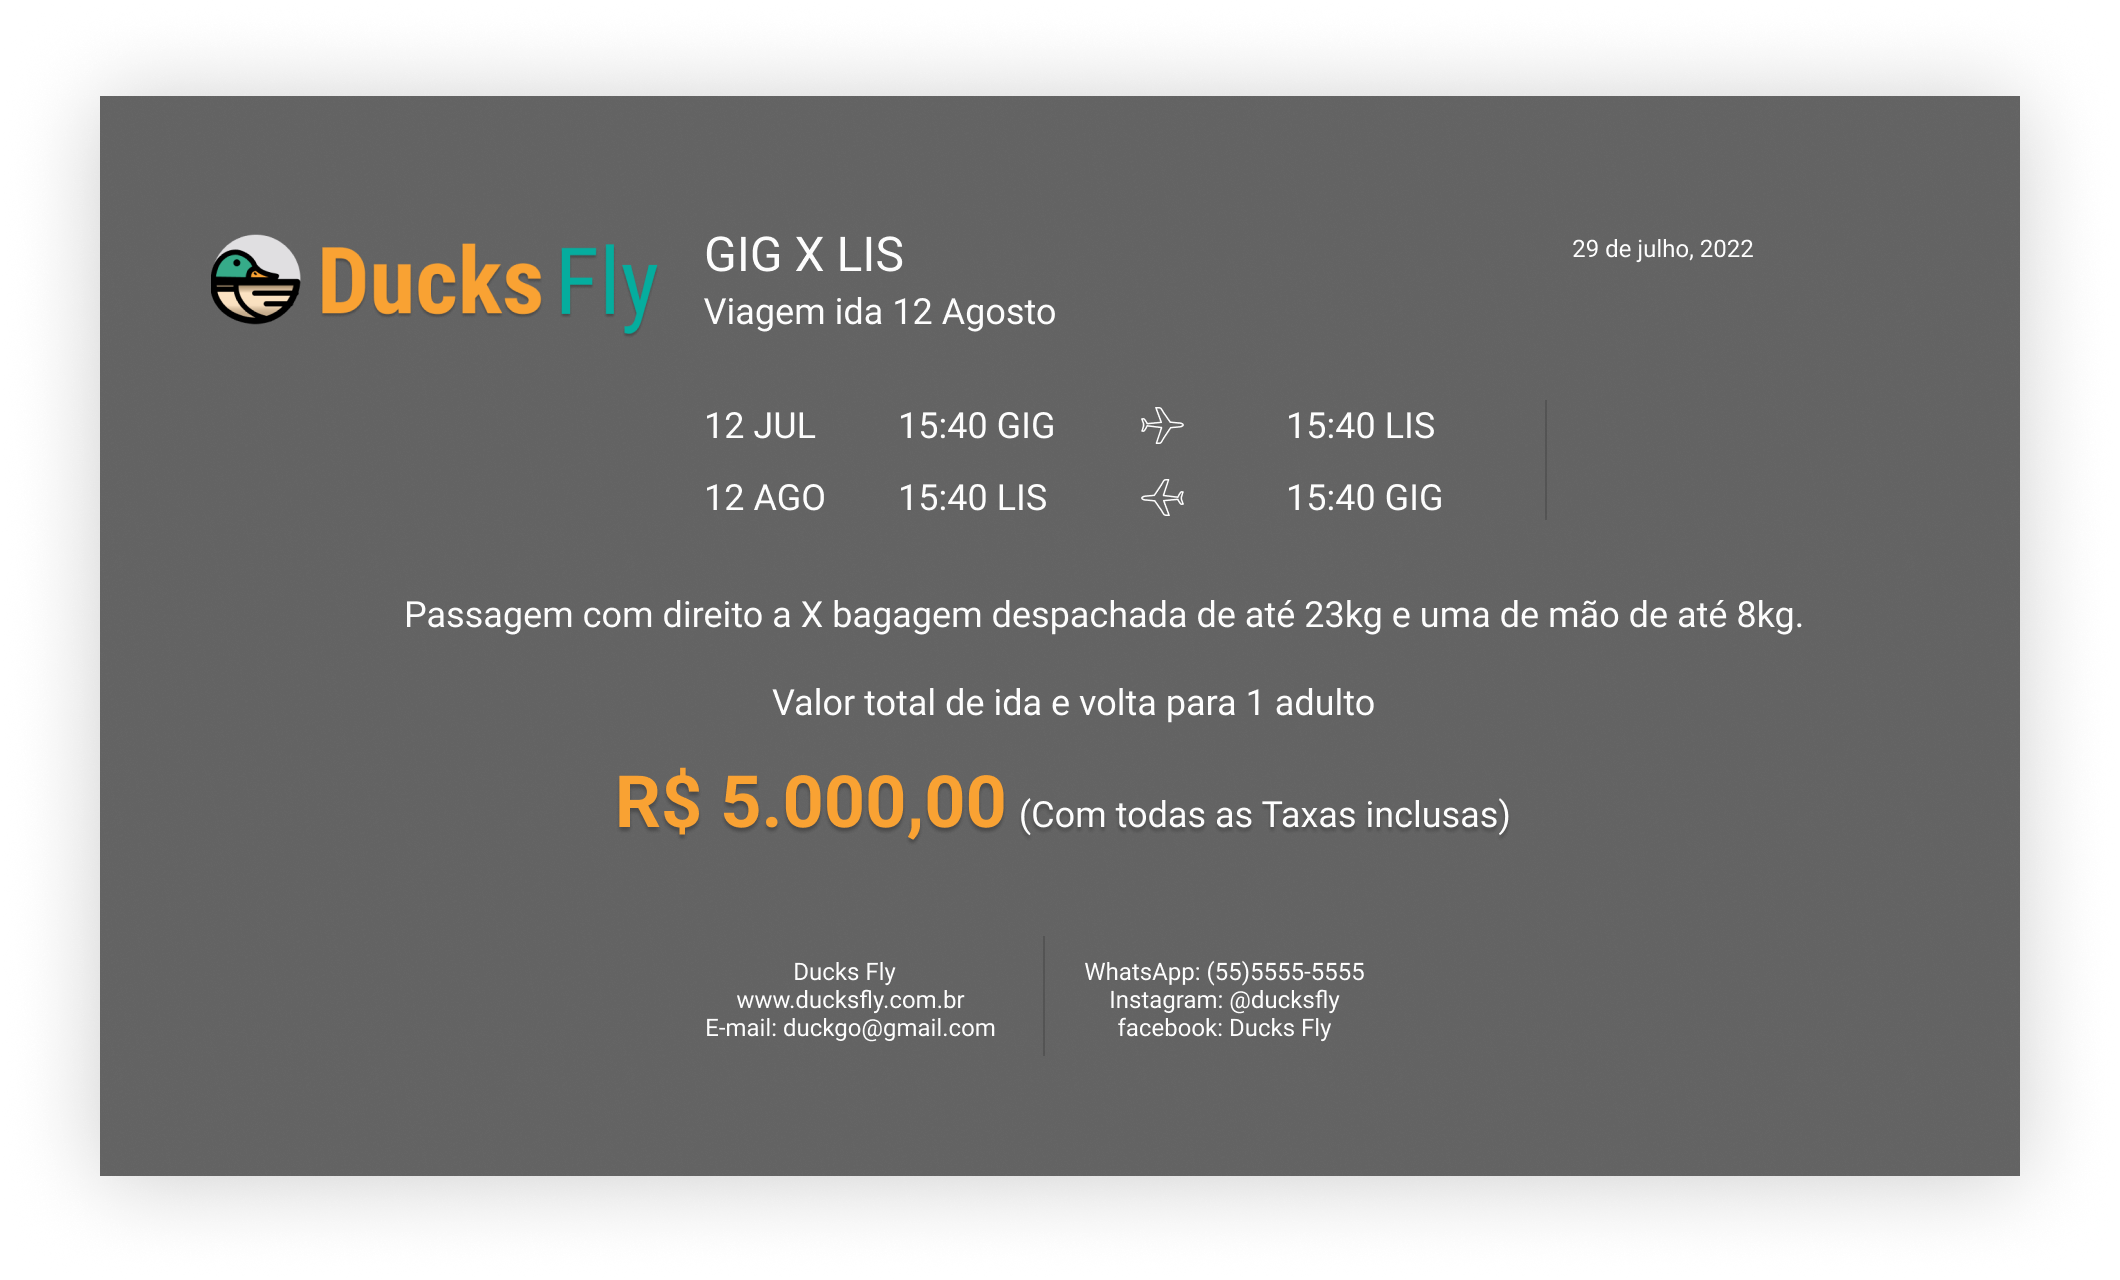 Ducks Fly
GIG X LIS
29 de julho, 2022
Viagem ida 12 Agosto
12 JUL 15:40 GIG 15:40 LIS
12 AGO 15:40 LIS 15:40 GIG
Passagem com direito a X bagagem despachada de até 23kg e uma de mão de até 8kg.
Valor total de ida e volta para 1 adulto
R$ 5.000,00 (Com todas as Taxas inclusas)
Ducks Fly
www.ducksfly.com.br
E-mail: duckgo@gmail.com
WhatsApp: (55)5555-5555
Instagram: @ducksfly
facebook: Ducks Fly